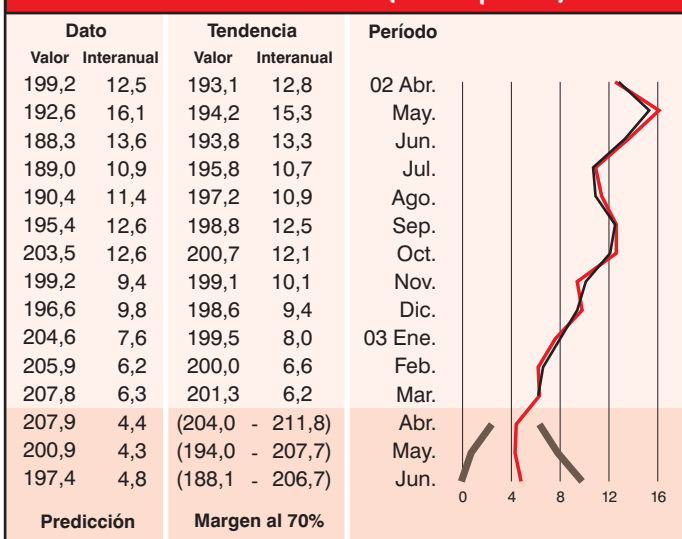 Dato Tendencia Período
Valor Interanual Valor Interanual
199,2 12,5 193,1 12,8 02 Abr.
192,6 16,1 194,2 15,3 May.
188,3 13,6 193,8 13,3 Jun.
189,0 10,9 195,8 10,7 Jul.
190,4 11,4 197,2 10,9 Ago.
195,4 12,6 198,8 12,5 Sep.
203,5 12,6 200,7 12,1 Oct.
199,2 9,4 199,1 10,1 Nov.
196,6 9,8 198,6 9,4 Dic.
204,6 7,6 199,5 8,0 03 Ene.
205,9 6,2 200,0 6,6 Feb.
207,8 6,3 201,3 6,2 Mar.
207,9 4,4 (204,0 - 211,8) Abr.
200,9 4,3 (194,0 - 207,7) May.
197,4 4,8 (188,1 - 206,7) Jun.
0 4 8 12 16
Predicción Margen al 70%